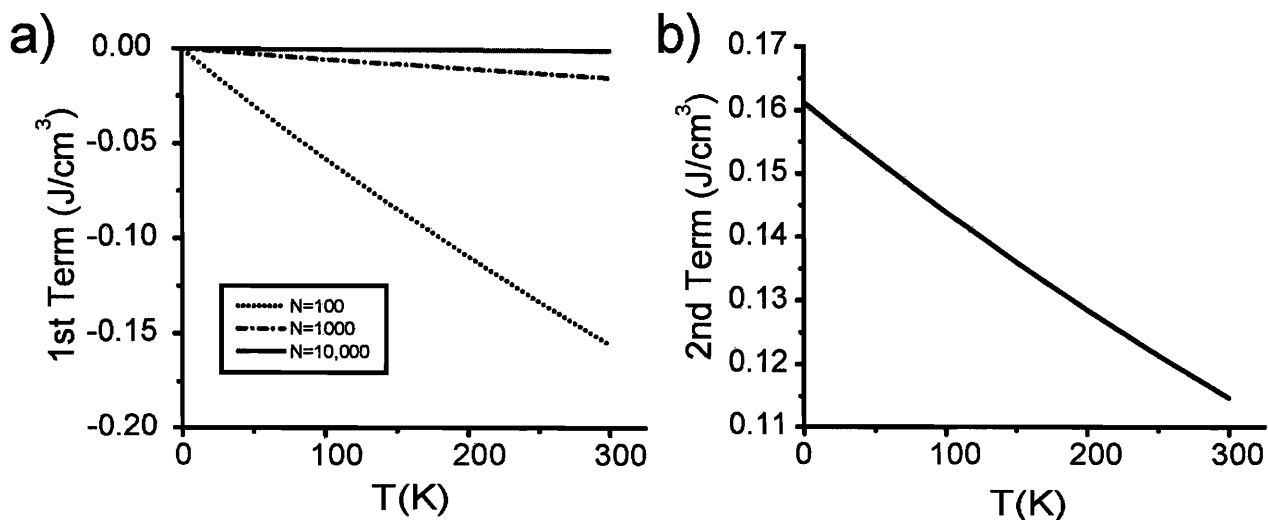 a)
1st Term (J/cm³)
0.00
-0.05
-0.10
-0.15
-0.20
N=100
N=1000
N=10,000
0 100 200 300
T(K)
b)
2nd Term (J/cm³)
0.17
0.16
0.15
0.14
0.13
0.12
0.11
0 100 200 300
T(K)